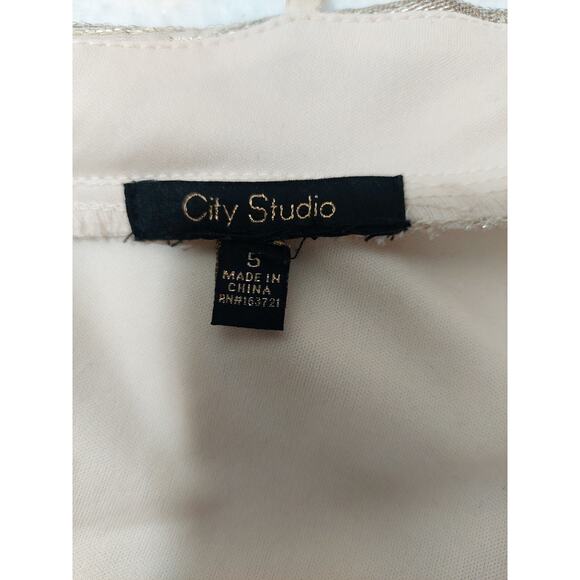 City Studio
5
MADE IN
CHINA
RN#163721